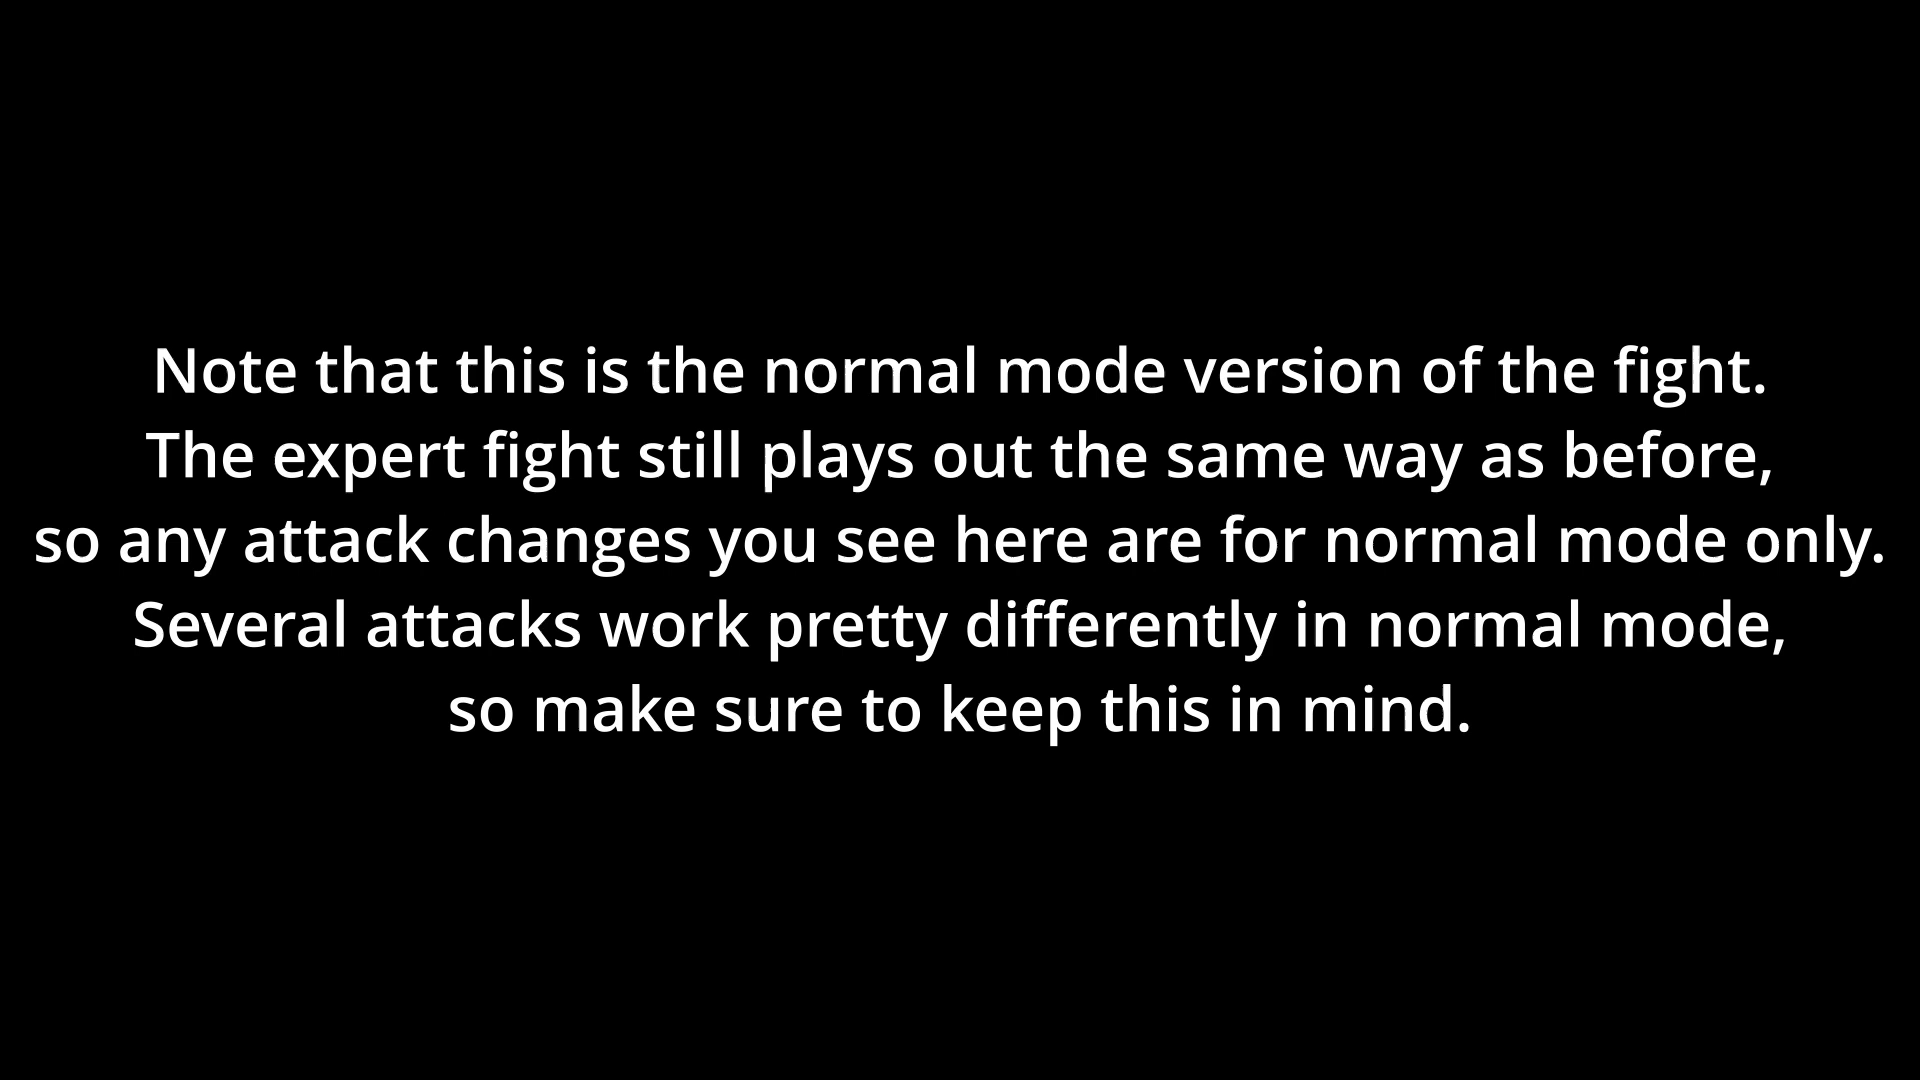 Note that this is the normal mode version of the fight.
The expert fight still plays out the same way as before,
so any attack changes you see here are for normal mode only.
Several attacks work pretty differently in normal mode,
so make sure to keep this in mind.